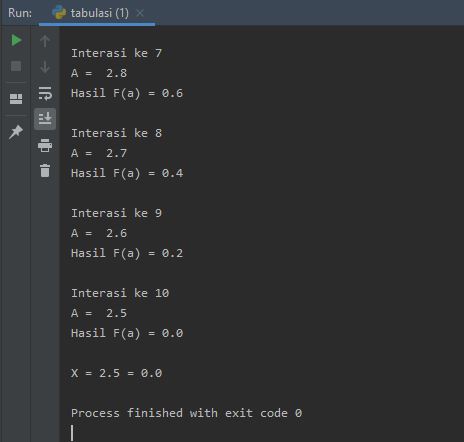 Run: tabulasi (1)
Interasi ke 7
A =  2.8
Hasil F(a) = 0.6
Interasi ke 8
A =  2.7
Hasil F(a) = 0.4
Interasi ke 9
A =  2.6
Hasil F(a) = 0.2
Interasi ke 10
A =  2.5
Hasil F(a) = 0.0
X = 2.5 = 0.0
Process finished with exit code 0